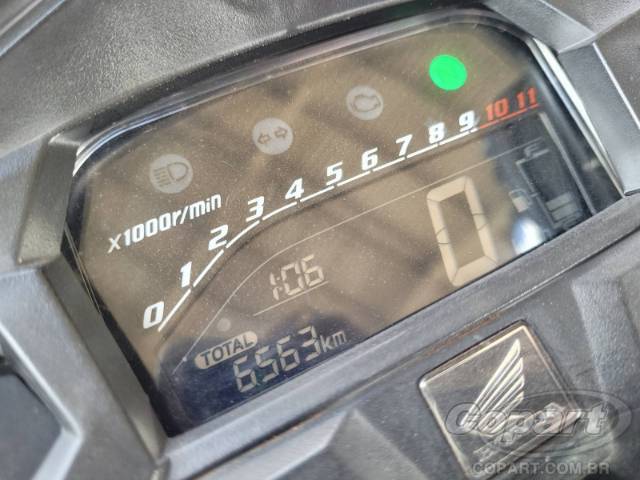 x1000r/min
0 1 2 3 4 5 6 7 8 9 10 11
0
1:06
TOTAL 6563km
Copart
COPART.COM.BR